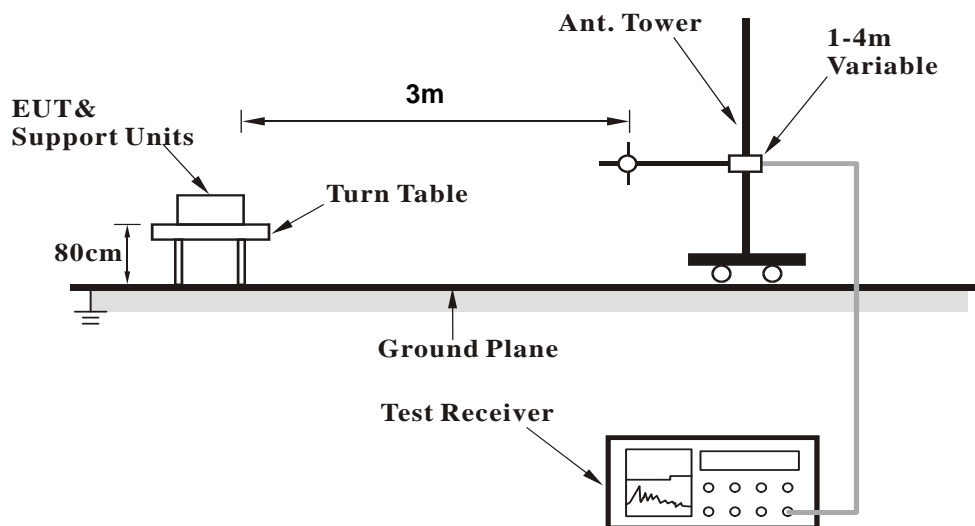 Ant. Tower
1-4m
Variable
3m
EUT&
Support Units
Turn Table
80cm
Ground Plane
Test Receiver